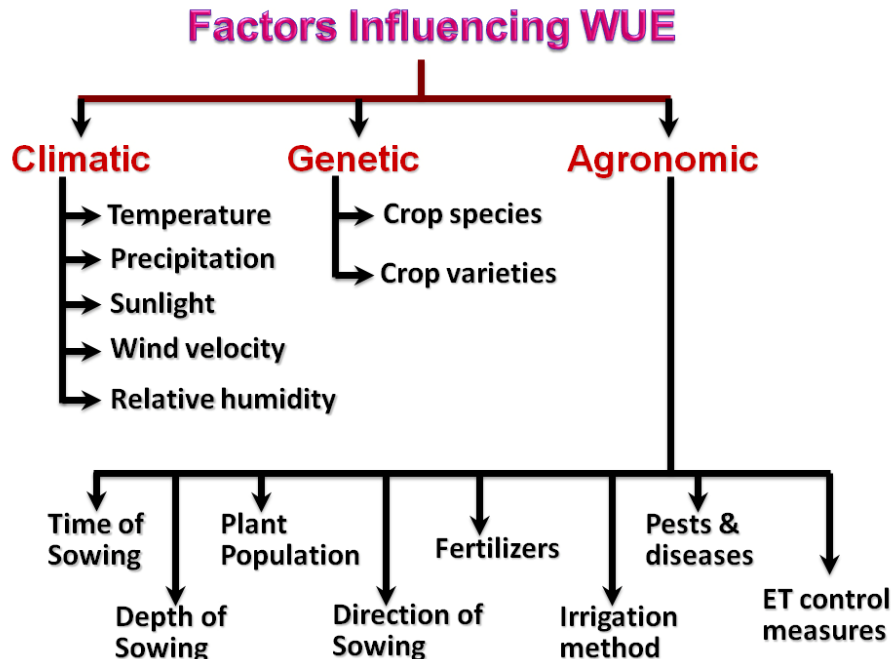 Factors Influencing WUE
Climatic
Genetic
Agronomic
Temperature
Precipitation
Sunlight
Wind velocity
Relative humidity
Crop species
Crop varieties
Time of
Sowing
Depth of
Sowing
Plant
Population
Direction of
Sowing
Fertilizers
Irrigation
method
Pests &
diseases
ET control
measures